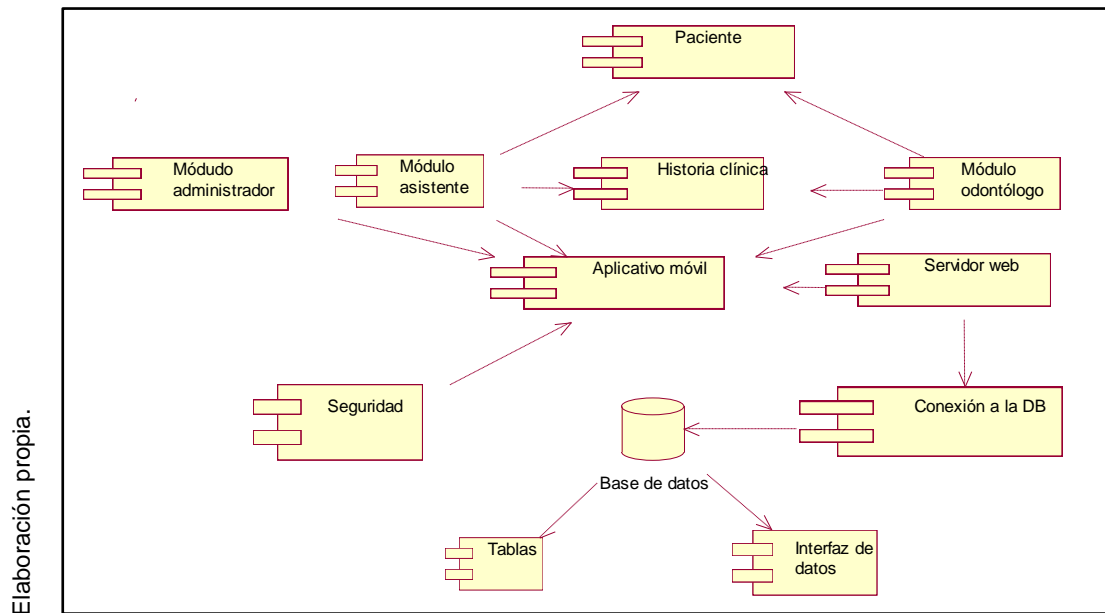 Paciente
Módudo
administrador
Módulo
asistente
Historia clínica
Módulo
odontólogo
Aplicativo móvil
Servidor web
Seguridad
Conexión a la DB
Base de datos
Tablas
Interfaz de
datos
Elaboración propia.